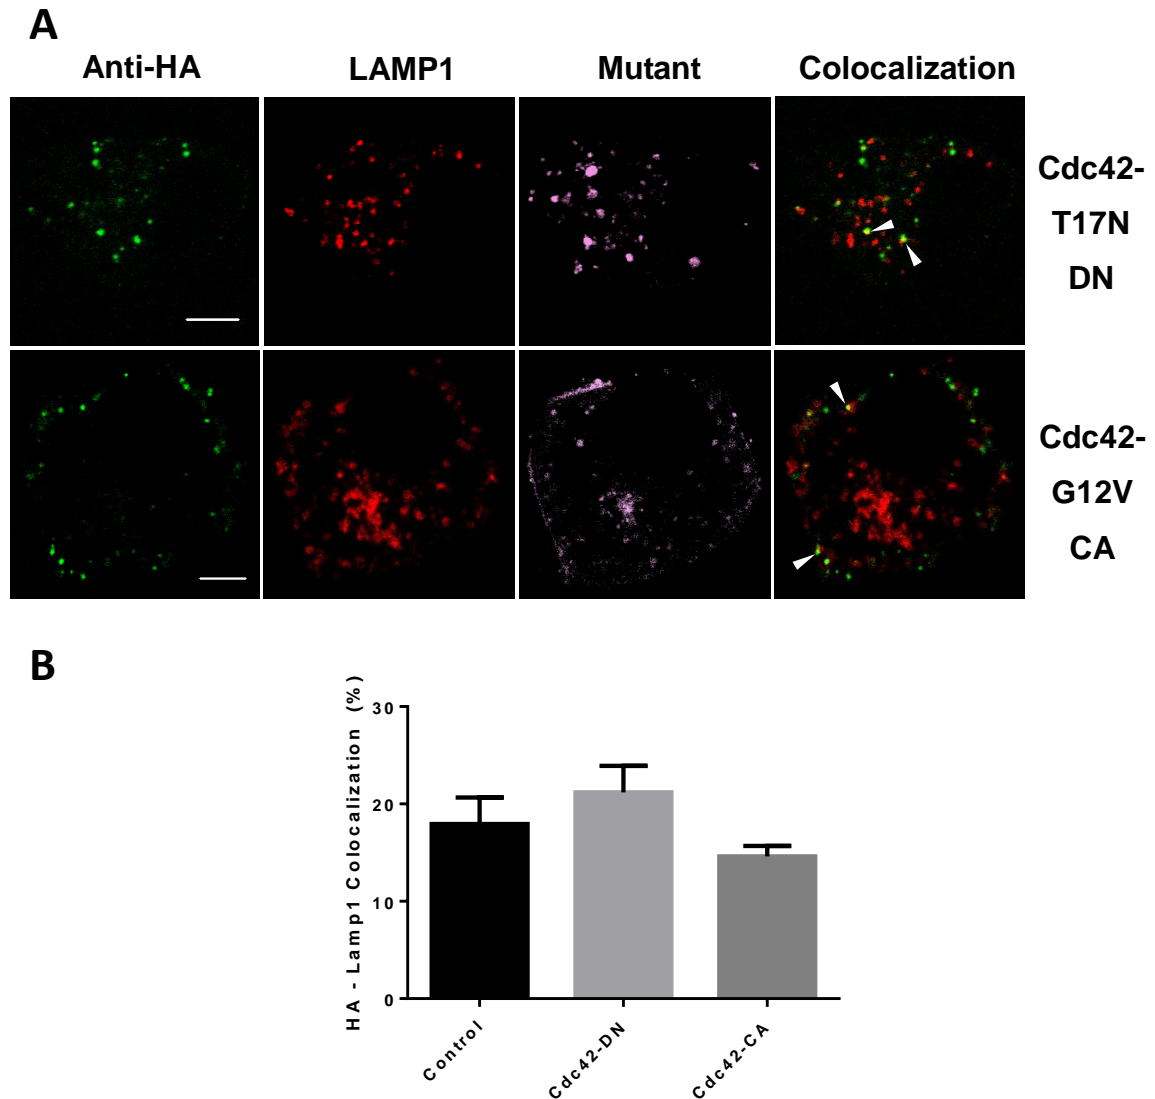 A
Anti-HA LAMP1 Mutant Colocalization
Cdc42-
T17N
DN
Cdc42-
G12V
CA
B
HA - Lamp1 Colocalization (%)
30
20
10
0
Control
Cdc42-DN
Cdc42-CA